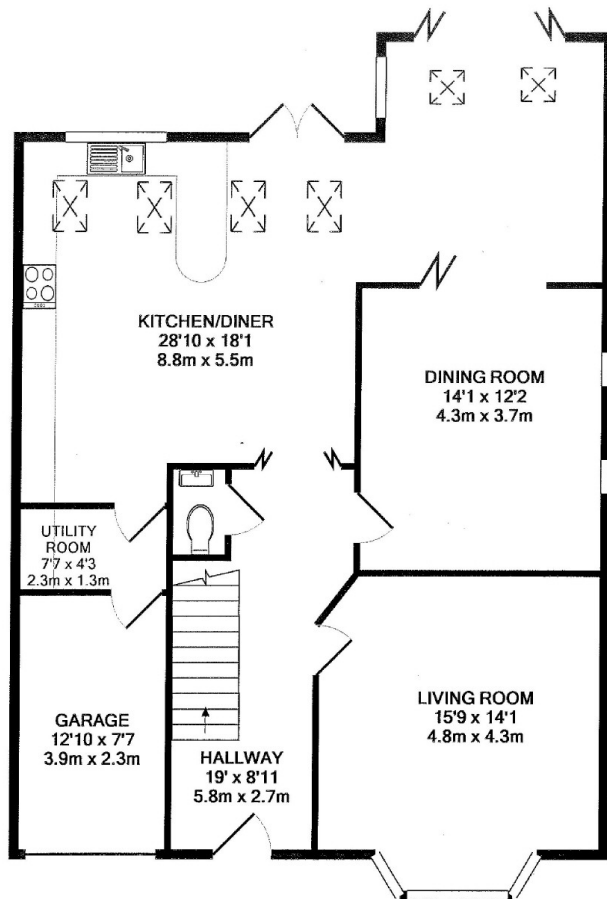 KITCHEN/DINER
28'10 x 18'1
8.8m x 5.5m
DINING ROOM
14'1 x 12'2
4.3m x 3.7m
UTILITY
ROOM
7'7 x 4'3
2.3m x 1.3m
GARAGE
12'10 x 7'7
3.9m x 2.3m
HALLWAY
19' x 8'11
5.8m x 2.7m
LIVING ROOM
15'9 x 14'1
4.8m x 4.3m